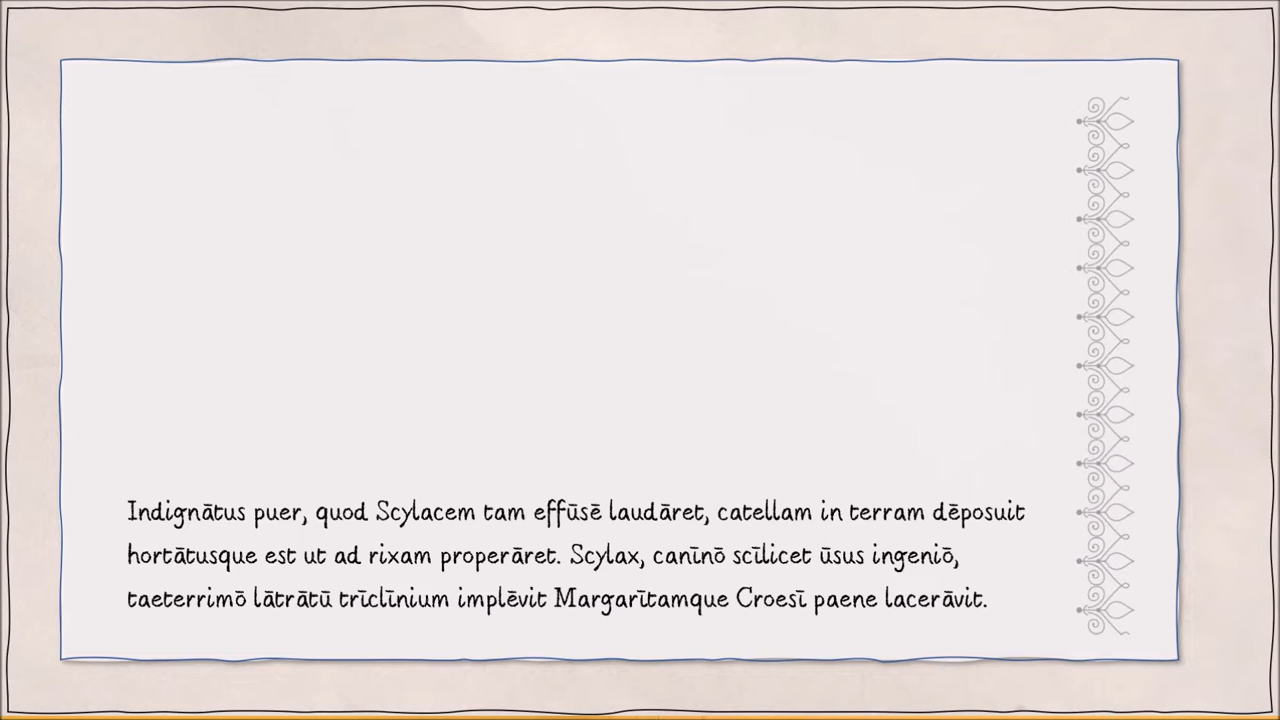 Indignātus puer, quod Scylacem tam effūsē laudāret, catellam in terram dēposuit
hortātusque est ut ad rixam properāret. Scylax, canīnō scīlicet ūsus ingeniō,
taeterrimō lātrātū trīclīnium implēvit Margarītamque Croesī paene lacerāvit.